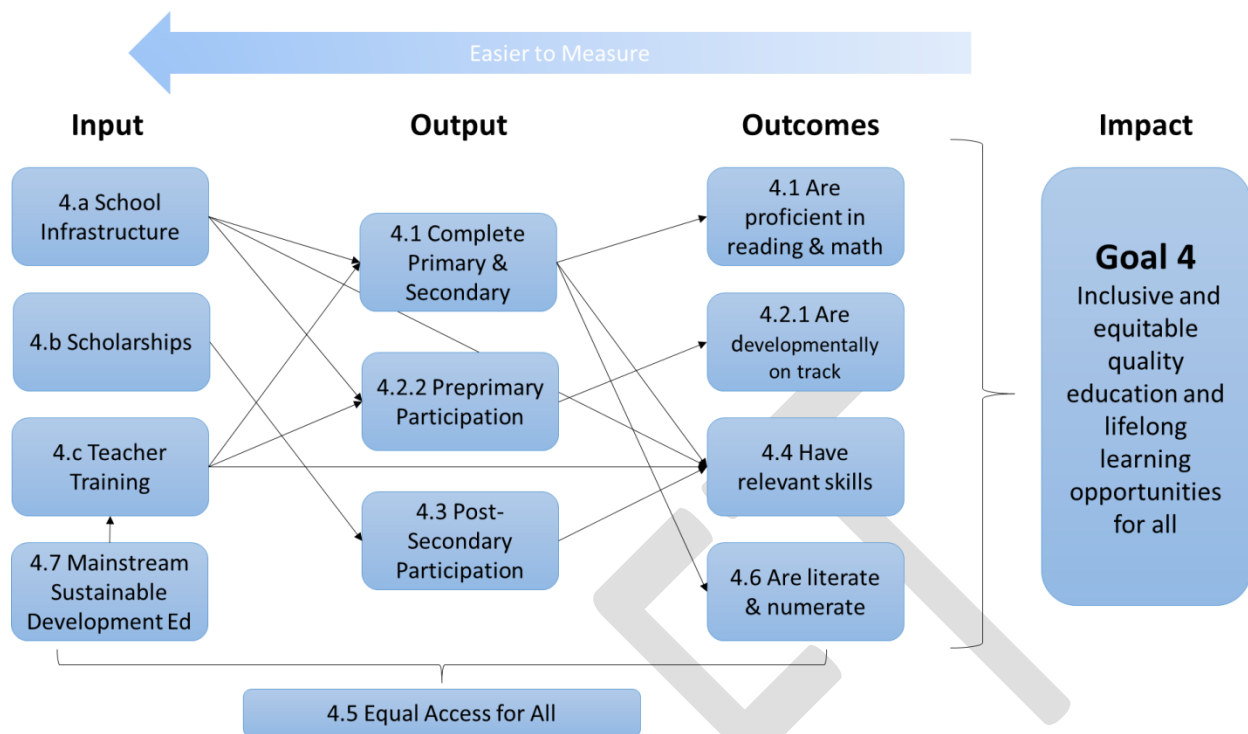 Easier to Measure
Input
Output
Outcomes
Impact
4.a School
Infrastructure
4.b Scholarships
4.c Teacher
Training
4.7 Mainstream
Sustainable
Development Ed
4.1 Complete
Primary &
Secondary
4.2.2 Preprimary
Participation
4.3 Post-
Secondary
Participation
4.1 Are
proficient in
reading & math
4.2.1 Are
developmentally
on track
4.4 Have
relevant skills
4.6 Are literate
& numerate
Goal 4
Inclusive and
equitable
quality
education and
lifelong
learning
opportunities
for all
4.5 Equal Access for All